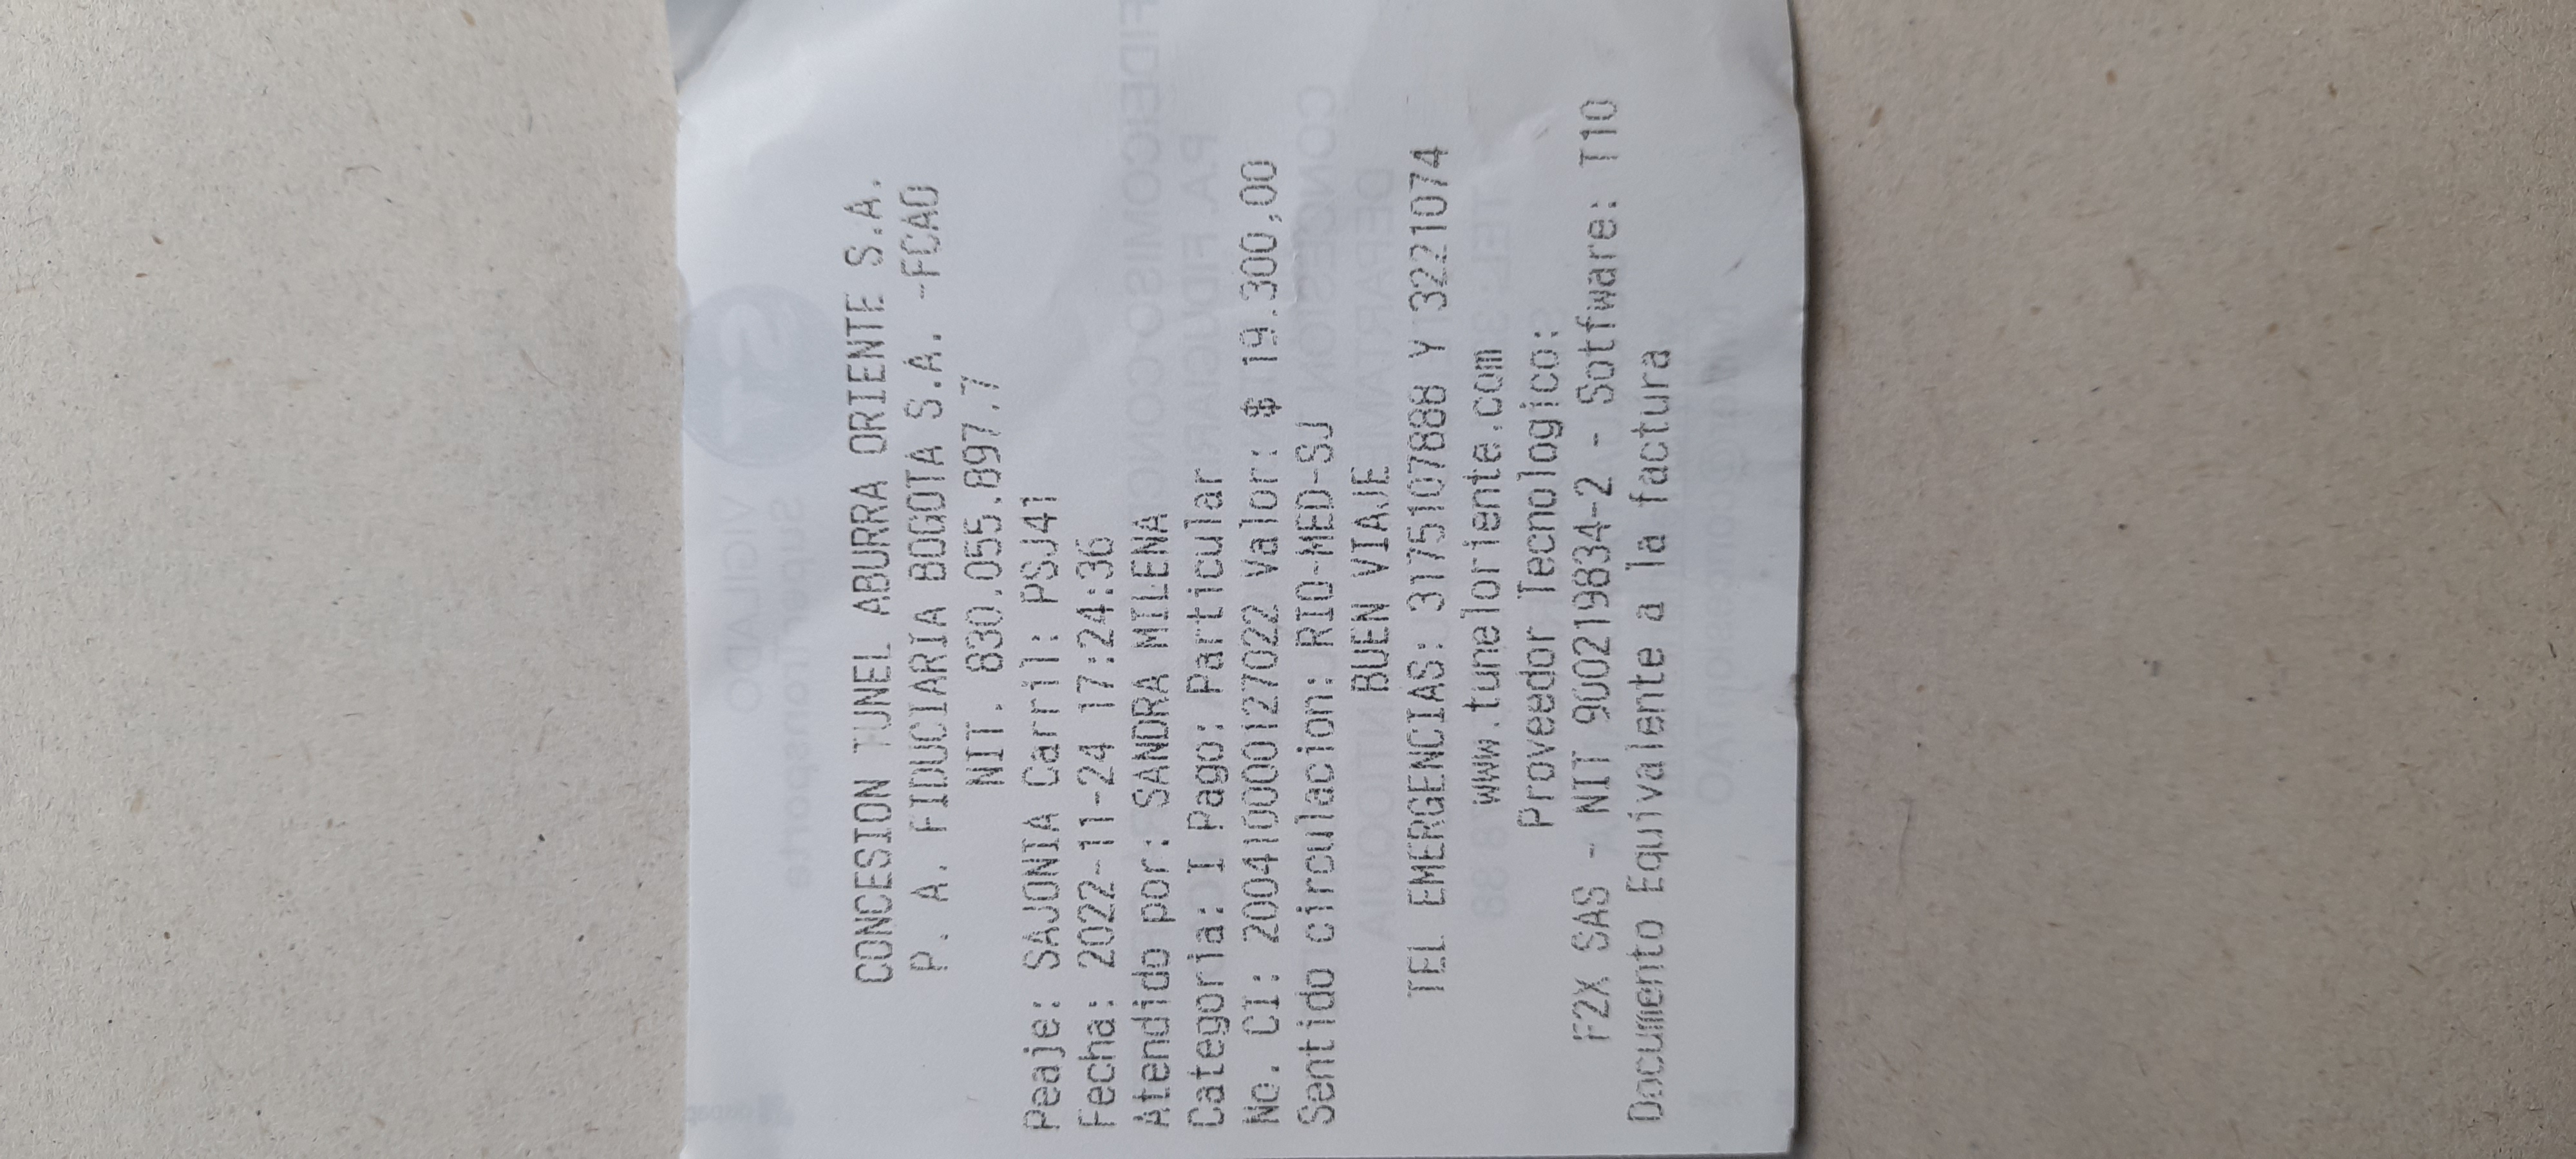 CONCESION TUNEL ABURRA ORIENTE S.A.
P. A. FIDUCIARIA BOGOTA S.A. -FCAO
NIT. 830.055.897.7
Peaje: SAJONIA Carril: PSJ41
Fecha: 2022-11-24 17:24:36
Atendido por: SANDRA MILENA
Categoria: I Pago: Particular
No. CI: 200410000127022 Valor: $ 19.300,00
Sentido circulacion: RIO-MED-SJ
BUEN VIAJE
TEL EMERGENCIAS: 3175107888 Y 3221074
www.tuneloriente.com
Proveedor Tecnologico:
F2X SAS - NIT 900219834-2 - Sotfware: T10
Documento Equivalente a la factura